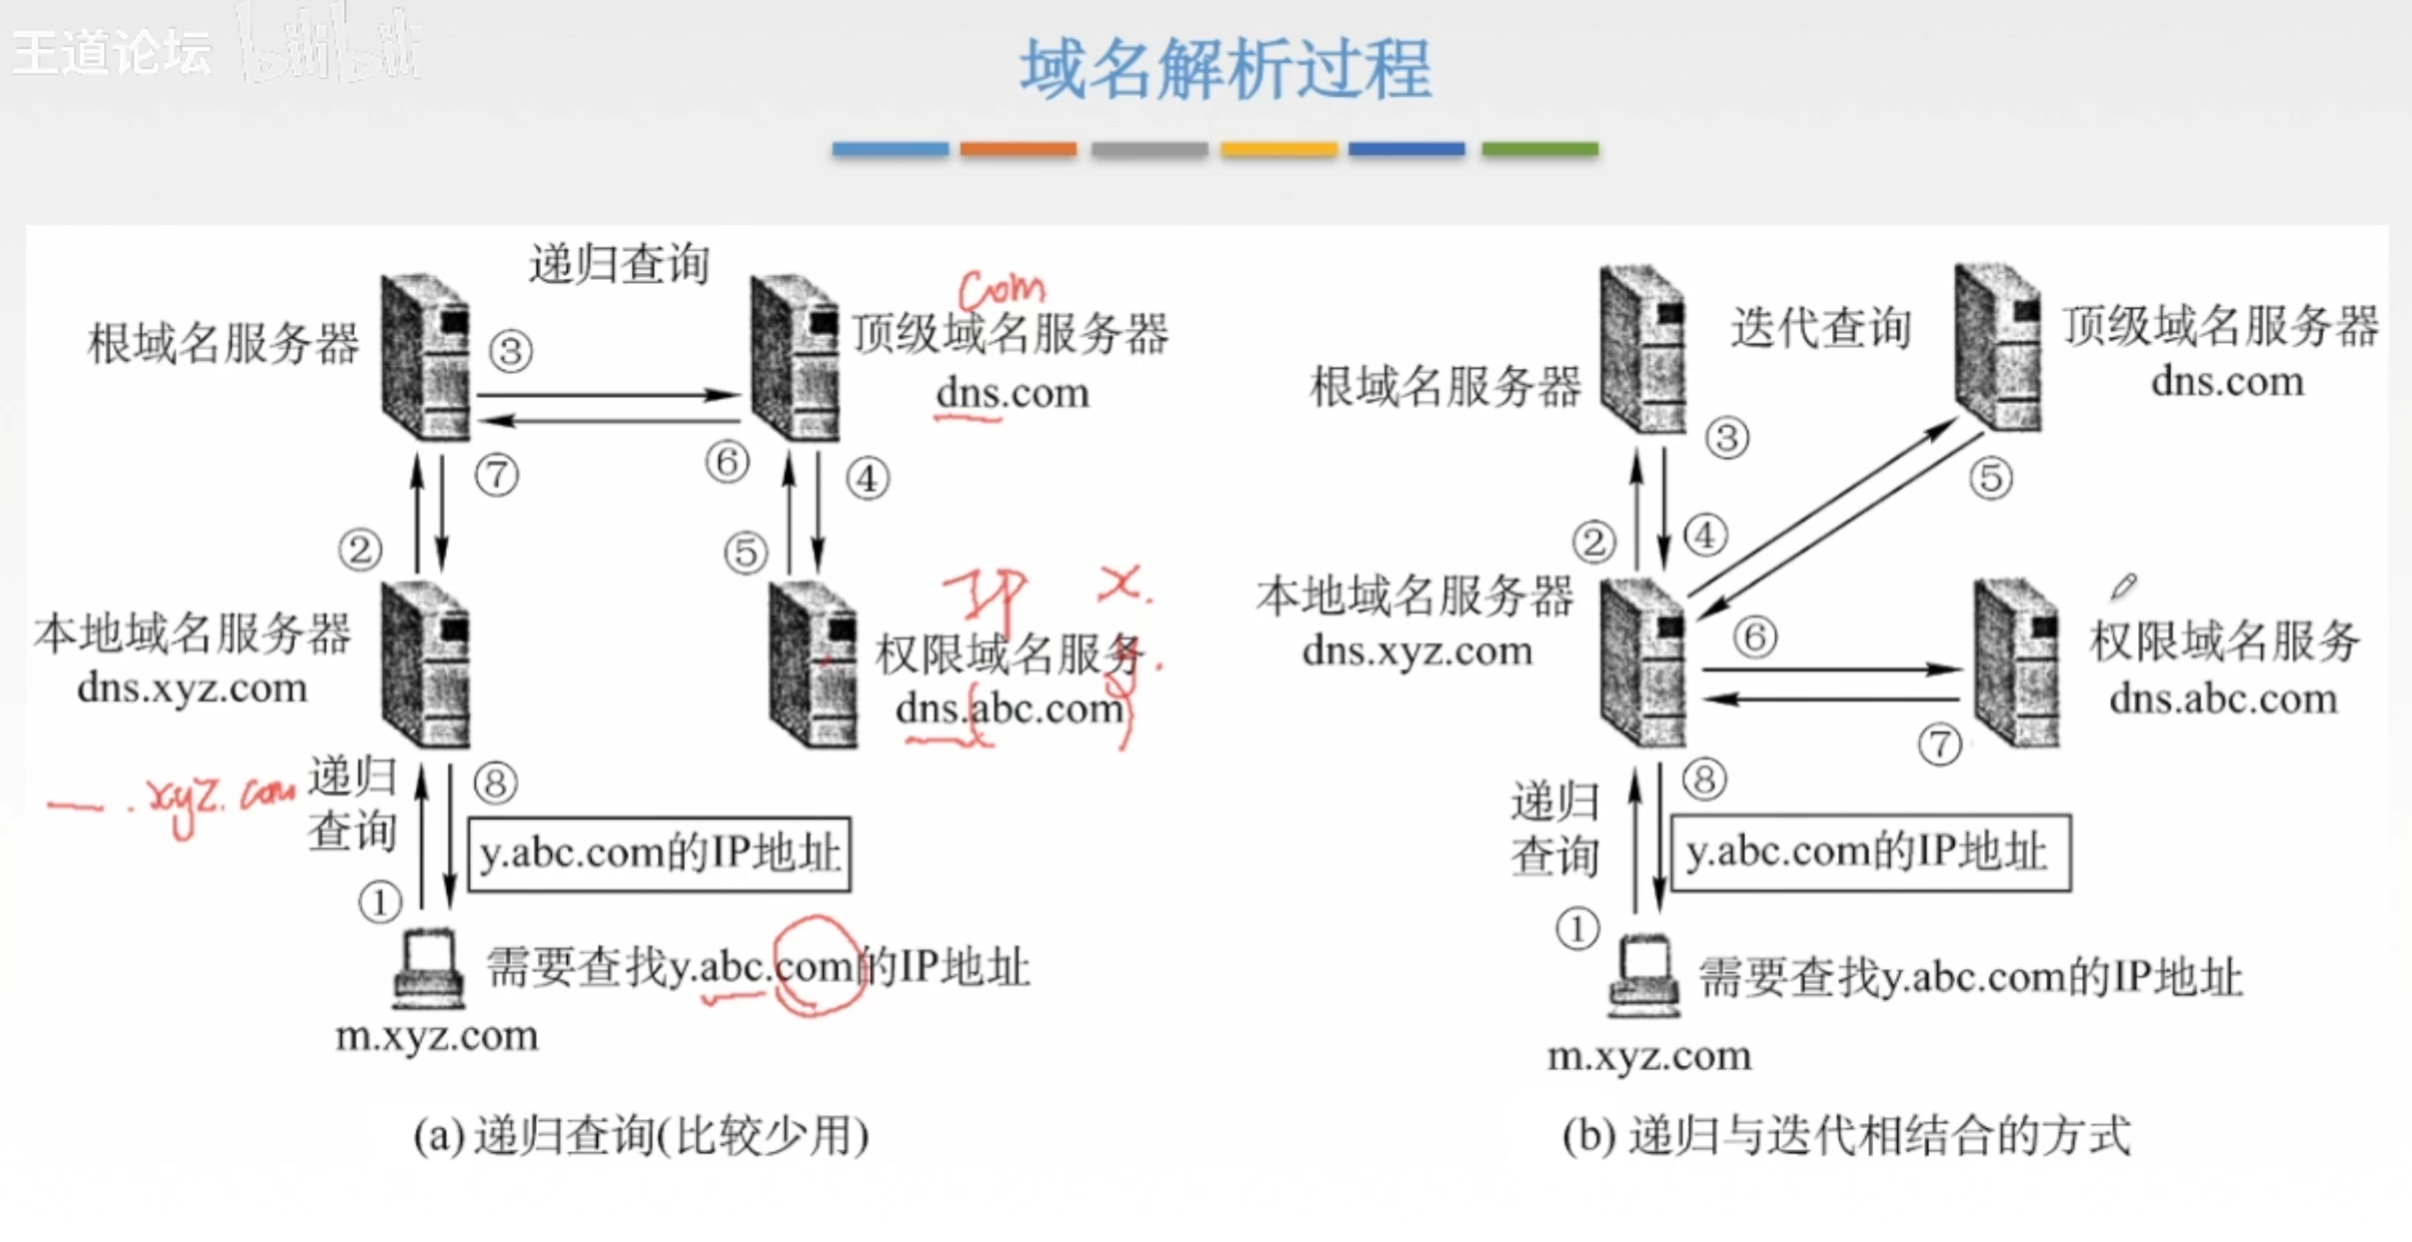 王道论坛 bilibili
域名解析过程
递归查询
com
根域名服务器
顶级域名服务器
dns.com
③
⑥
⑦
④
②
⑤
IP x.
y.
本地域名服务器
dns.xyz.com
权限域名服务
dns.abc.com
.xyz.com
递归
查询
⑧
y.abc.com的IP地址
①
需要查找y.abc.com的IP地址
m.xyz.com
(a) 递归查询(比较少用)
迭代查询
根域名服务器
顶级域名服务器
dns.com
③
⑤
②
④
本地域名服务器
dns.xyz.com
⑥
权限域名服务
dns.abc.com
⑦
递归
查询
⑧
y.abc.com的IP地址
①
需要查找y.abc.com的IP地址
m.xyz.com
(b) 递归与迭代相结合的方式